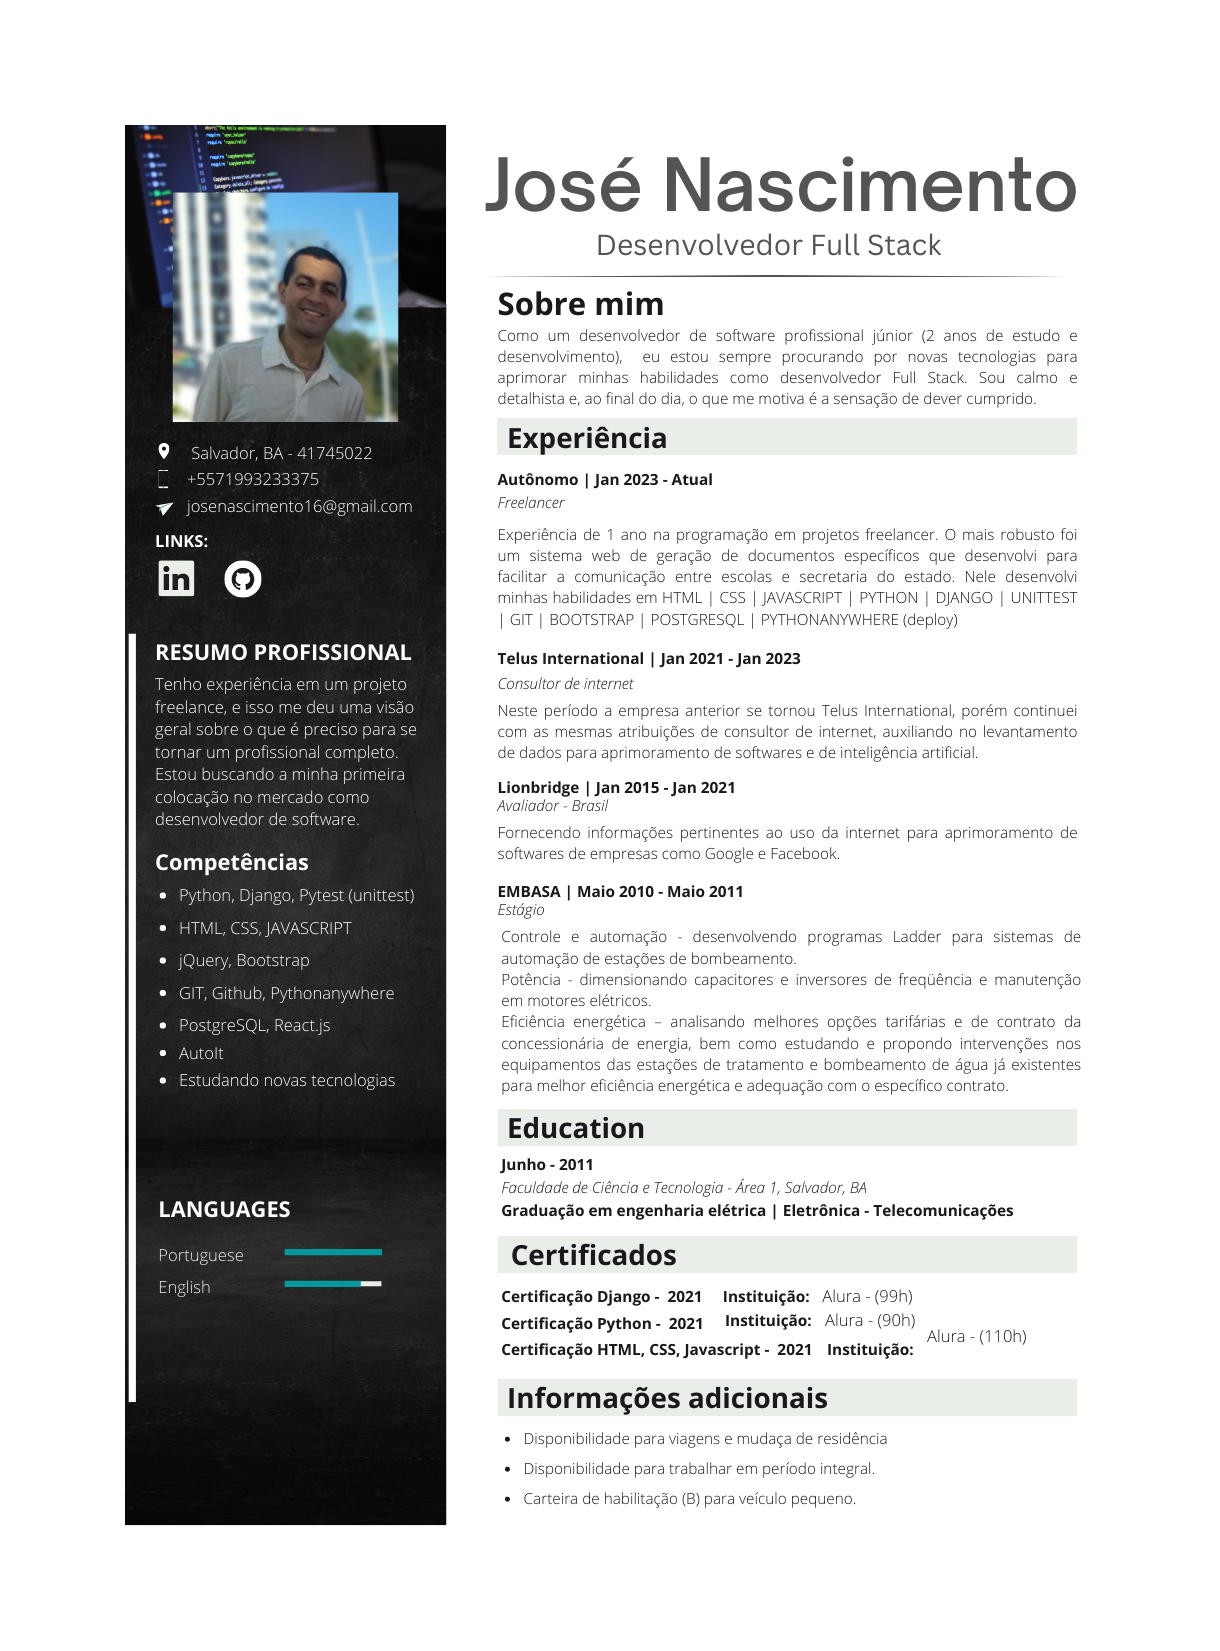 José Nascimento
Desenvolvedor Full Stack
Sobre mim
Como um desenvolvedor de software profissional júnior (2 anos de estudo e
desenvolvimento), eu estou sempre procurando por novas tecnologias para
aprimorar minhas habilidades como desenvolvedor Full Stack. Sou calmo e
detalhista e, ao final do dia, o que me motiva é a sensação de dever cumprido.
Experiência
Autônomo | Jan 2023 - Atual
Freelancer
Experiência de 1 ano na programação em projetos freelancer. O mais robusto foi
um sistema web de geração de documentos específicos que desenvolvi para
facilitar a comunicação entre escolas e secretaria do estado. Nele desenvolvi
minhas habilidades em HTML | CSS | JAVASCRIPT | PYTHON | DJANGO | UNITTEST
| GIT | BOOTSTRAP | POSTGRESQL | PYTHONANYWHERE (deploy)
Telus International | Jan 2021 - Jan 2023
Consultor de internet
Neste período a empresa anterior se tornou Telus International, porém continuei
com as mesmas atribuições de consultor de internet, auxiliando no levantamento
de dados para aprimoramento de softwares e de inteligência artificial.
Lionbridge | Jan 2015 - Jan 2021
Avaliador - Brasil
Fornecendo informações pertinentes ao uso da internet para aprimoramento de
softwares de empresas como Google e Facebook.
EMBASA | Maio 2010 - Maio 2011
Estágio
Controle e automação - desenvolvendo programas Ladder para sistemas de
automação de estações de bombeamento.
Potência - dimensionando capacitores e inversores de freqüência e manutenção
em motores elétricos.
Eficiência energética – analisando melhores opções tarifárias e de contrato da
concessionária de energia, bem como estudando e propondo intervenções nos
equipamentos das estações de tratamento e bombeamento de água já existentes
para melhor eficiência energética e adequação com o específico contrato.
Education
Junho - 2011
Faculdade de Ciência e Tecnologia - Área 1, Salvador, BA
Graduação em engenharia elétrica | Eletrônica - Telecomunicações
Certificados
Certificação Django - 2021 Instituição: Alura - (99h)
Certificação Python - 2021 Instituição: Alura - (90h)
Certificação HTML, CSS, Javascript - 2021 Instituição: Alura - (110h)
Informações adicionais
Disponibilidade para viagens e mudaça de residência
Disponibilidade para trabalhar em período integral.
Carteira de habilitação (B) para veículo pequeno.
Salvador, BA - 41745022
+5571993233375
josenascimento16@gmail.com
LINKS:
in
RESUMO PROFISSIONAL
Tenho experiência em um projeto
freelance, e isso me deu uma visão
geral sobre o que é preciso para se
tornar um profissional completo.
Estou buscando a minha primeira
colocação no mercado como
desenvolvedor de software.
Competências
Python, Django, Pytest (unittest)
HTML, CSS, JAVASCRIPT
jQuery, Bootstrap
GIT, Github, Pythonanywhere
PostgreSQL, React.js
AutoIt
Estudando novas tecnologias
LANGUAGES
Portuguese
English